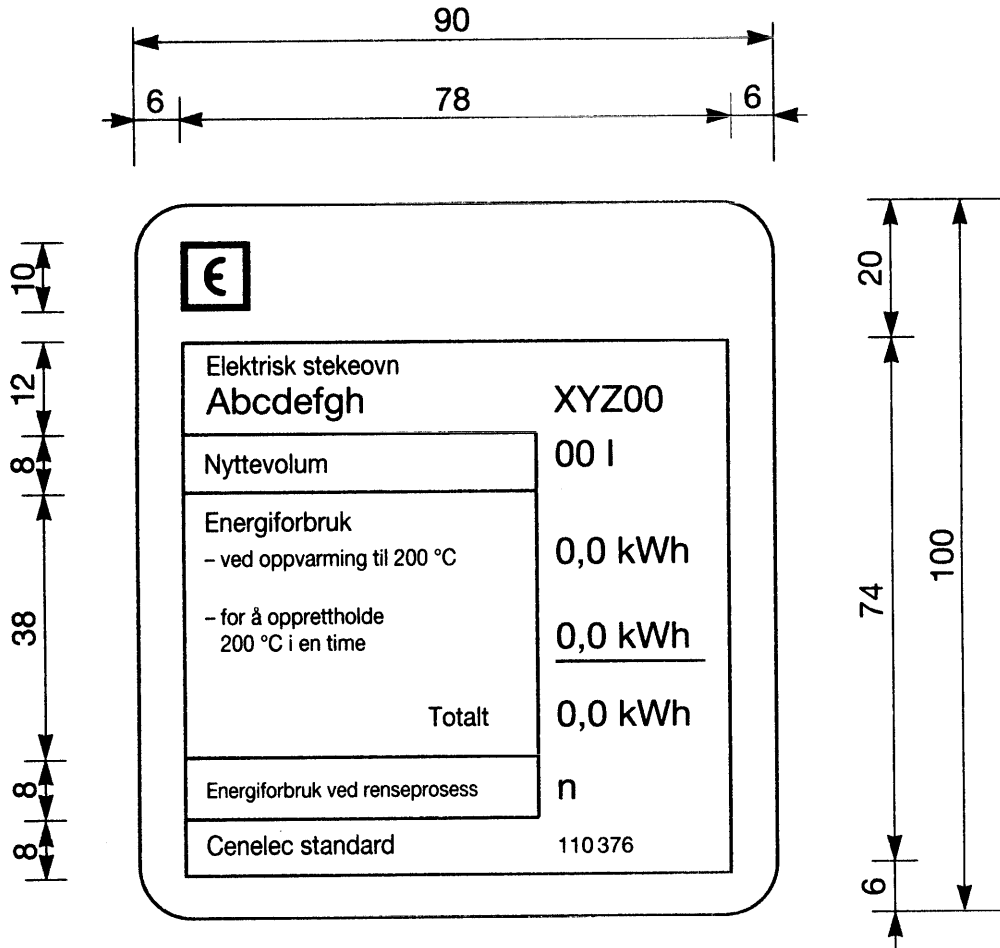 90
6 78 6
Є
10
20
Elektrisk stekeovn
Abcdefgh XYZ00
12
Nyttevolum 00 l
8
Energiforbruk
– ved oppvarming til 200 °C 0,0 kWh
– for å opprettholde
200 °C i en time 0,0 kWh
38
74
100
Totalt 0,0 kWh
Energiforbruk ved renseprosess n
8
Cenelec standard 110 376
8
6